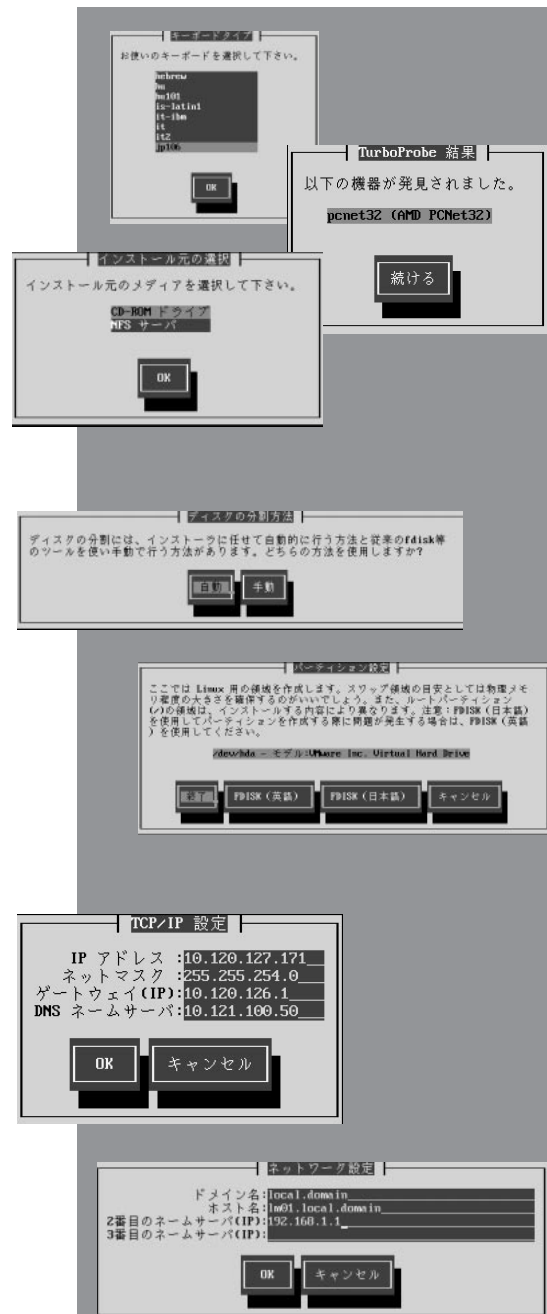 キーボードタイプ
お使いのキーボードを選択して下さい。
hebrew
hu
hu101
is-latin1
it-ibm
it
it2
jp106
OK
TurboProbe 結果
以下の機器が発見されました。
pcnet32 (AMD PCNet32)
続ける
インストール元の選択
インストール元のメディアを選択して下さい。
CD-ROM ドライブ
NFS サーバ
OK
ディスクの分割方法
ディスクの分割には、インストーラに任せて自動的に行う方法と従来のfdisk等
のツールを使い手動で行う方法があります。どちらの方法を使用しますか?
自動 手動
パーティション設定
ここでは Linux 用の領域を作成します。スワップ領域の目安としては物理メモ
リ程度の大きさを確保するのがいいでしょう。また、ルートパーティション
(/)の領域は、インストールする内容により異なります。注意：FDISK（日本語）
を使用してパーティションを作成する際に問題が発生する場合は、FDISK（英語
）を使用してください。
/dev/hda - モデル:VMware Inc. Virtual Hard Drive
終了 FDISK（英語） FDISK（日本語） キャンセル
TCP/IP 設定
IP アドレス :10.120.127.171
ネットマスク :255.255.254.0
ゲートウェイ(IP):10.120.126.1
DNS ネームサーバ:10.121.100.50
OK キャンセル
ネットワーク設定
ドメイン名:local.domain
ホスト名:lm01.local.domain
2番目のネームサーバ(IP):192.168.1.1
3番目のネームサーバ(IP):
OK キャンセル